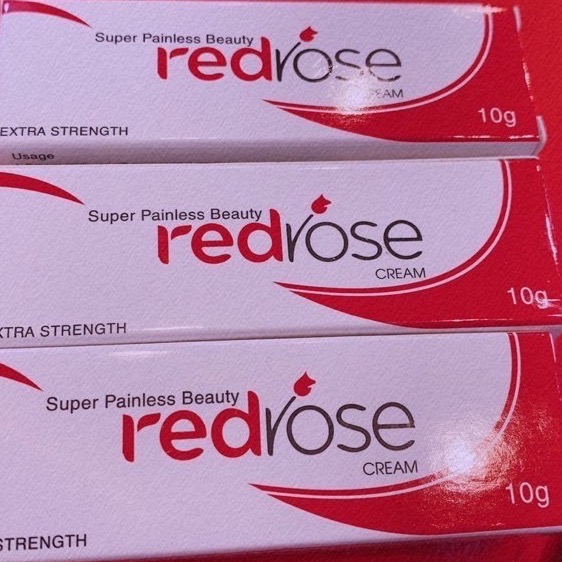 Super Painless Beauty
redrose
CREAM
10g
EXTRA STRENGTH
Usage
Super Painless Beauty
redrose
CREAM
10g
XTRA STRENGTH
Super Painless Beauty
redrose
CREAM
10g
STRENGTH